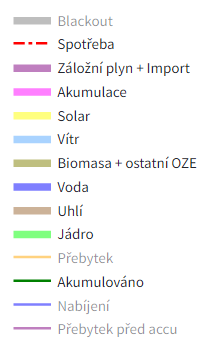 Blackout
Spotřeba
Záložní plyn + Import
Akumulace
Solar
Vítr
Biomasa + ostatní OZE
Voda
Uhlí
Jádro
Přebytek
Akumulováno
Nabíjení
Přebytek před accu